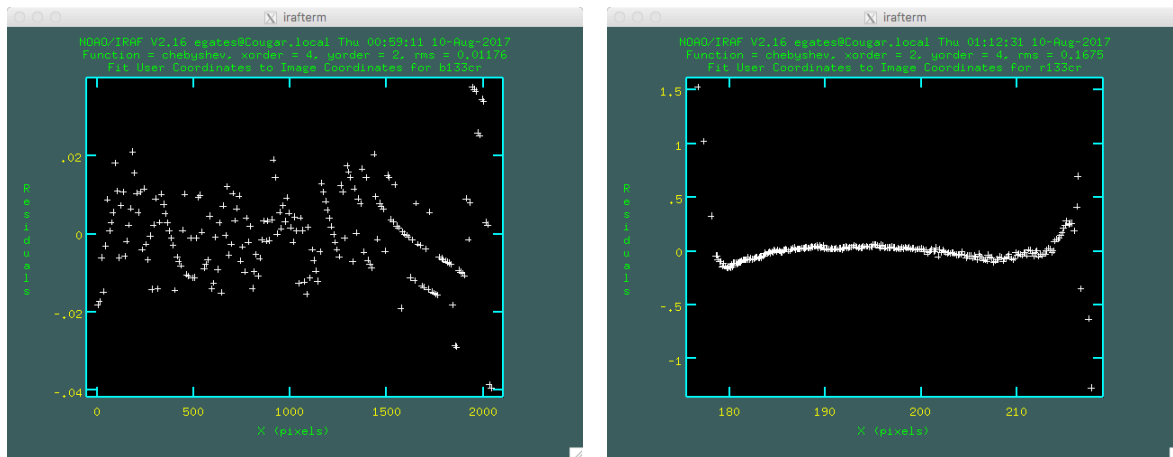 irafterm
NOAO/IRAF V2.16 egates@Cougar.local Thu 00:59:11 10-Aug-2017
Function = chebyshev, xorder = 4, yorder = 2, rms = 0.01176
Fit User Coordinates to Image Coordinates for b133cr
.02
0
-.02
-.04
Residuals
0 500 1000 1500 2000
X (pixels)
irafterm
NOAO/IRAF V2.16 egates@Cougar.local Thu 01:12:31 10-Aug-2017
Function = chebyshev, xorder = 2, yorder = 4, rms = 0.1675
Fit User Coordinates to Image Coordinates for r133cr
1.5
1
.5
0
-.5
-1
Residuals
180 190 200 210
X (pixels)